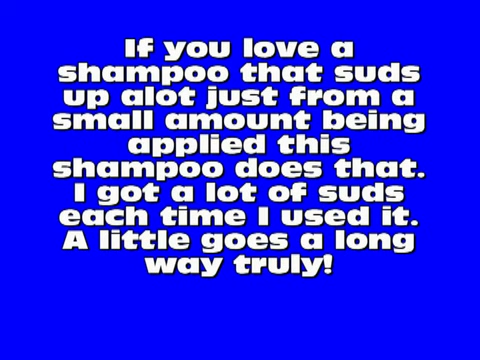 If you love a
shampoo that suds
up alot just from a
small amount being
applied this
shampoo does that.
I got a lot of suds
each time I used it.
A little goes a long
way truly!